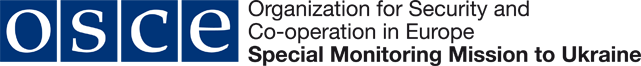 osce
Organization for Security and
Co-operation in Europe
Special Monitoring Mission to Ukraine